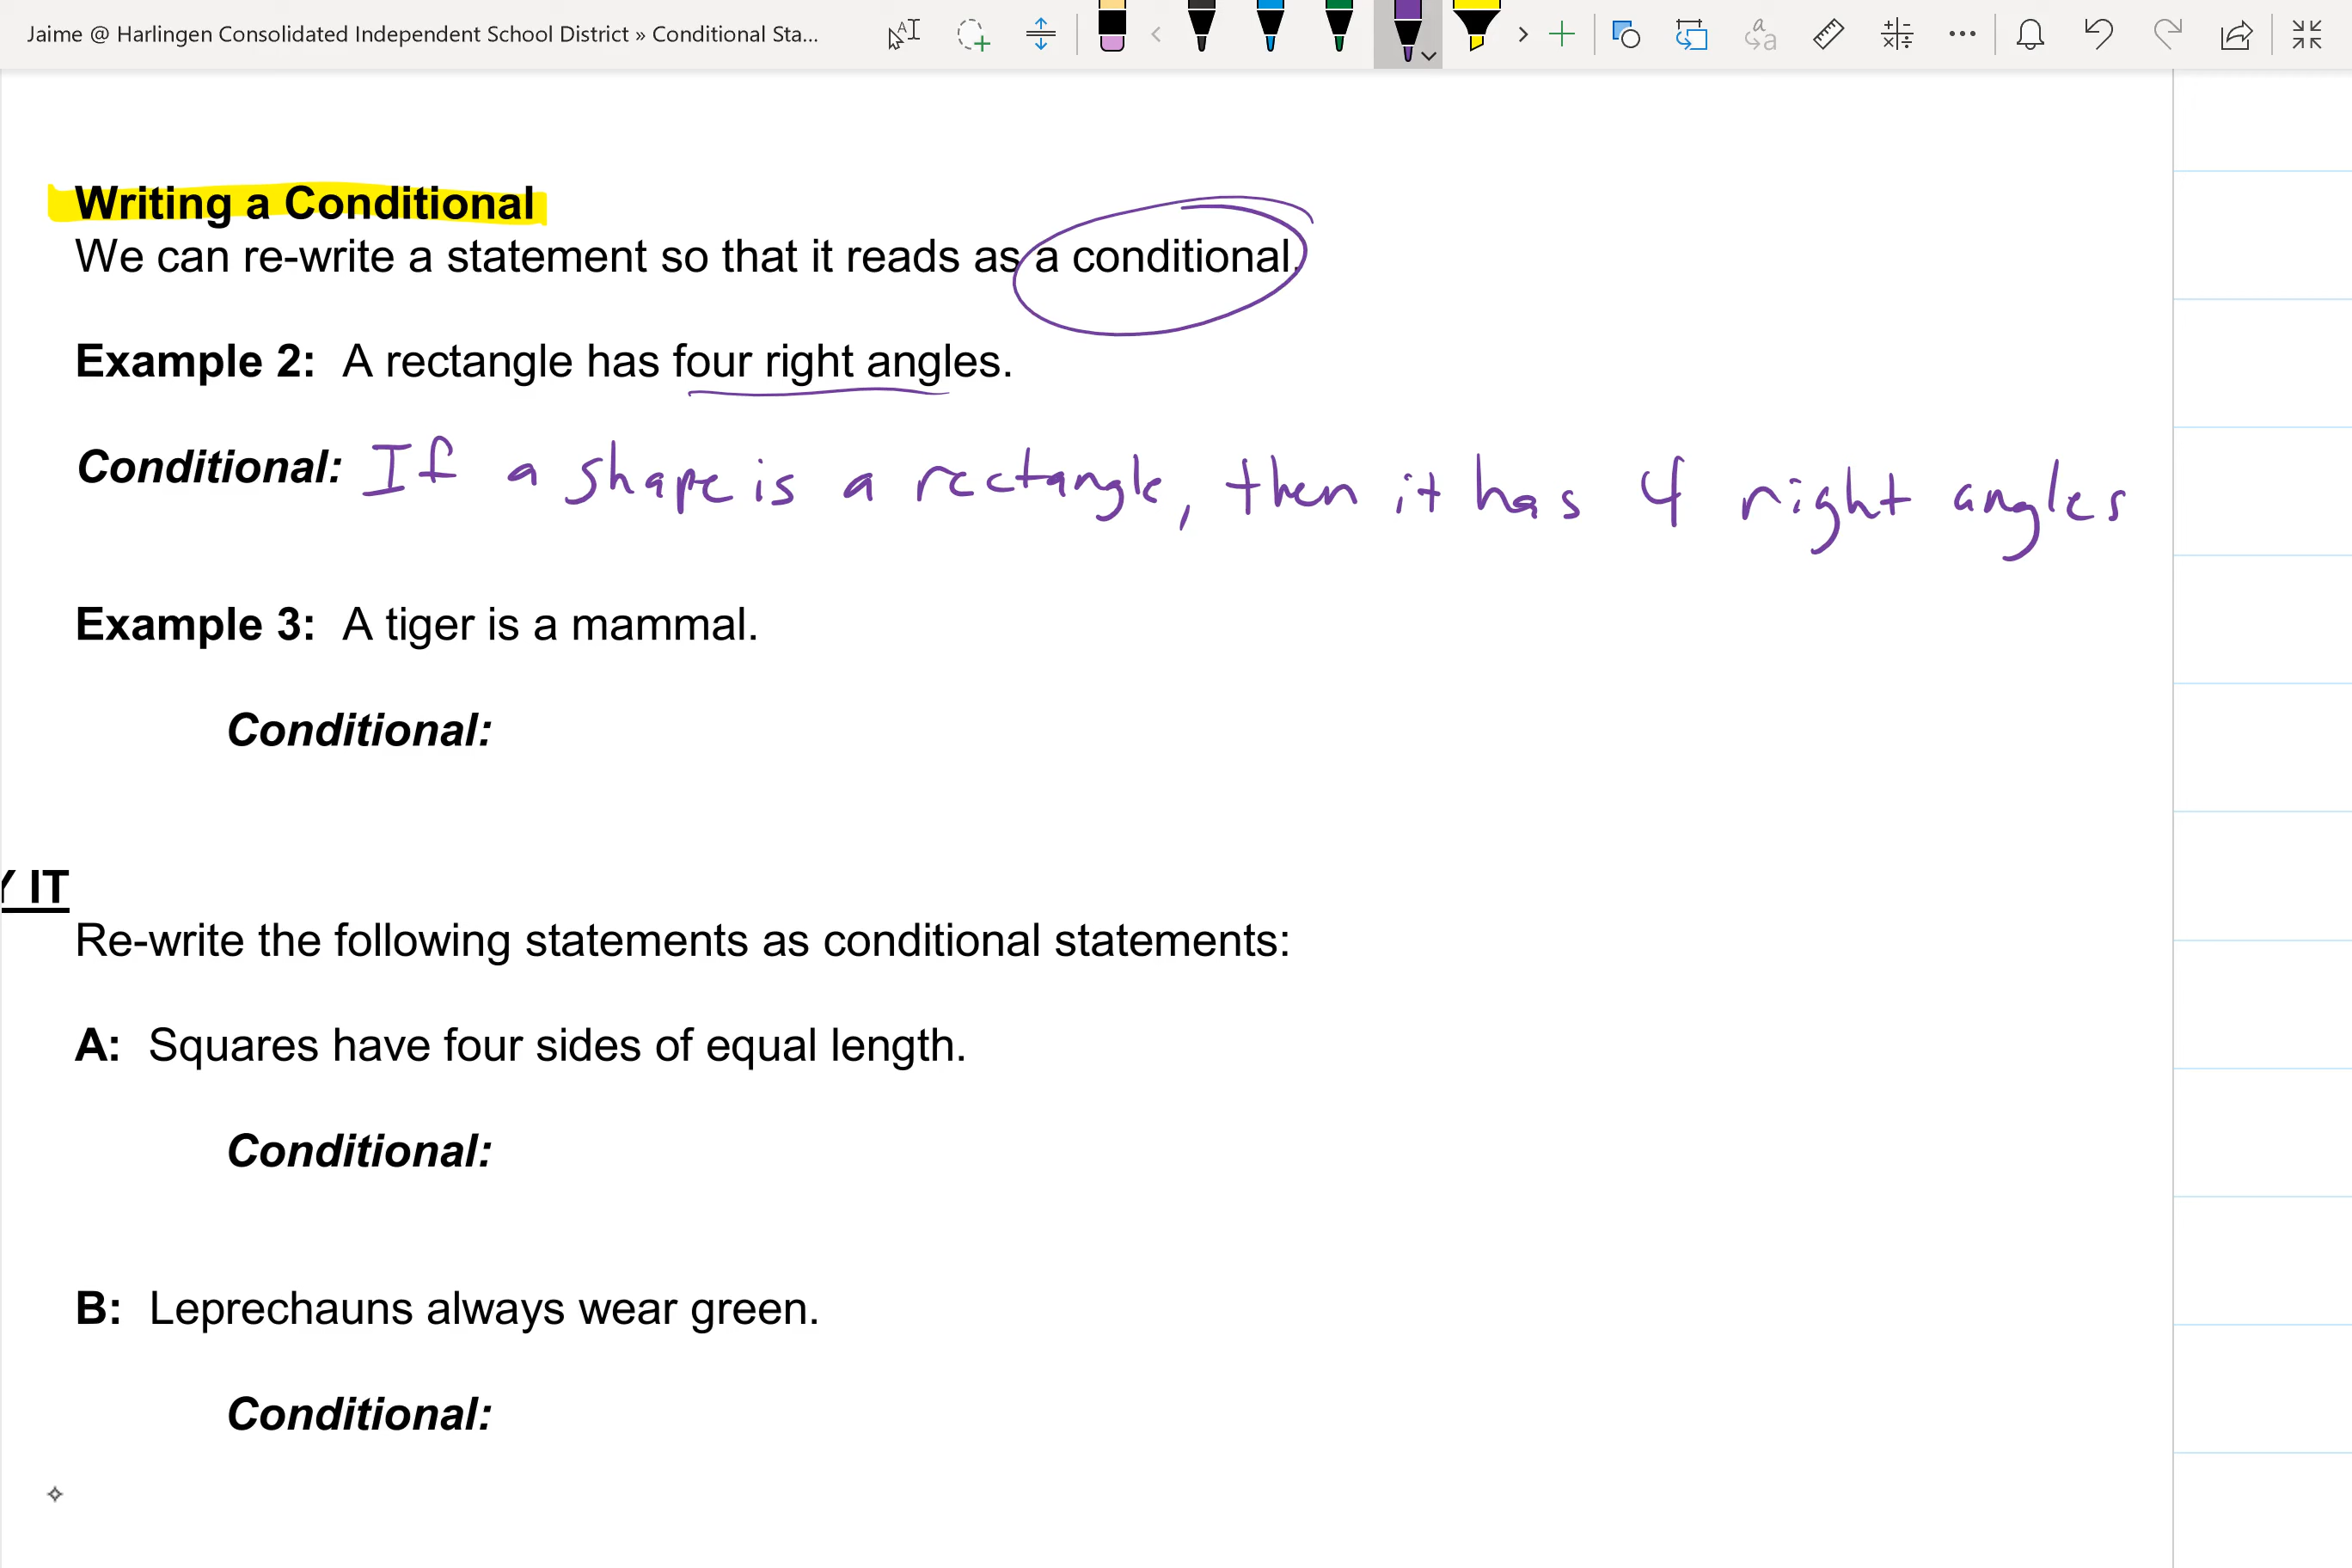 Jaime @ Harlingen Consolidated Independent School District » Conditional Sta...
Writing a Conditional
We can re-write a statement so that it reads as a conditional.
Example 2: A rectangle has four right angles.
Conditional: If a shape is a rectangle, then it has 4 right angles
Example 3: A tiger is a mammal.
Conditional:
Y IT
Re-write the following statements as conditional statements:
A: Squares have four sides of equal length.
Conditional:
B: Leprechauns always wear green.
Conditional: